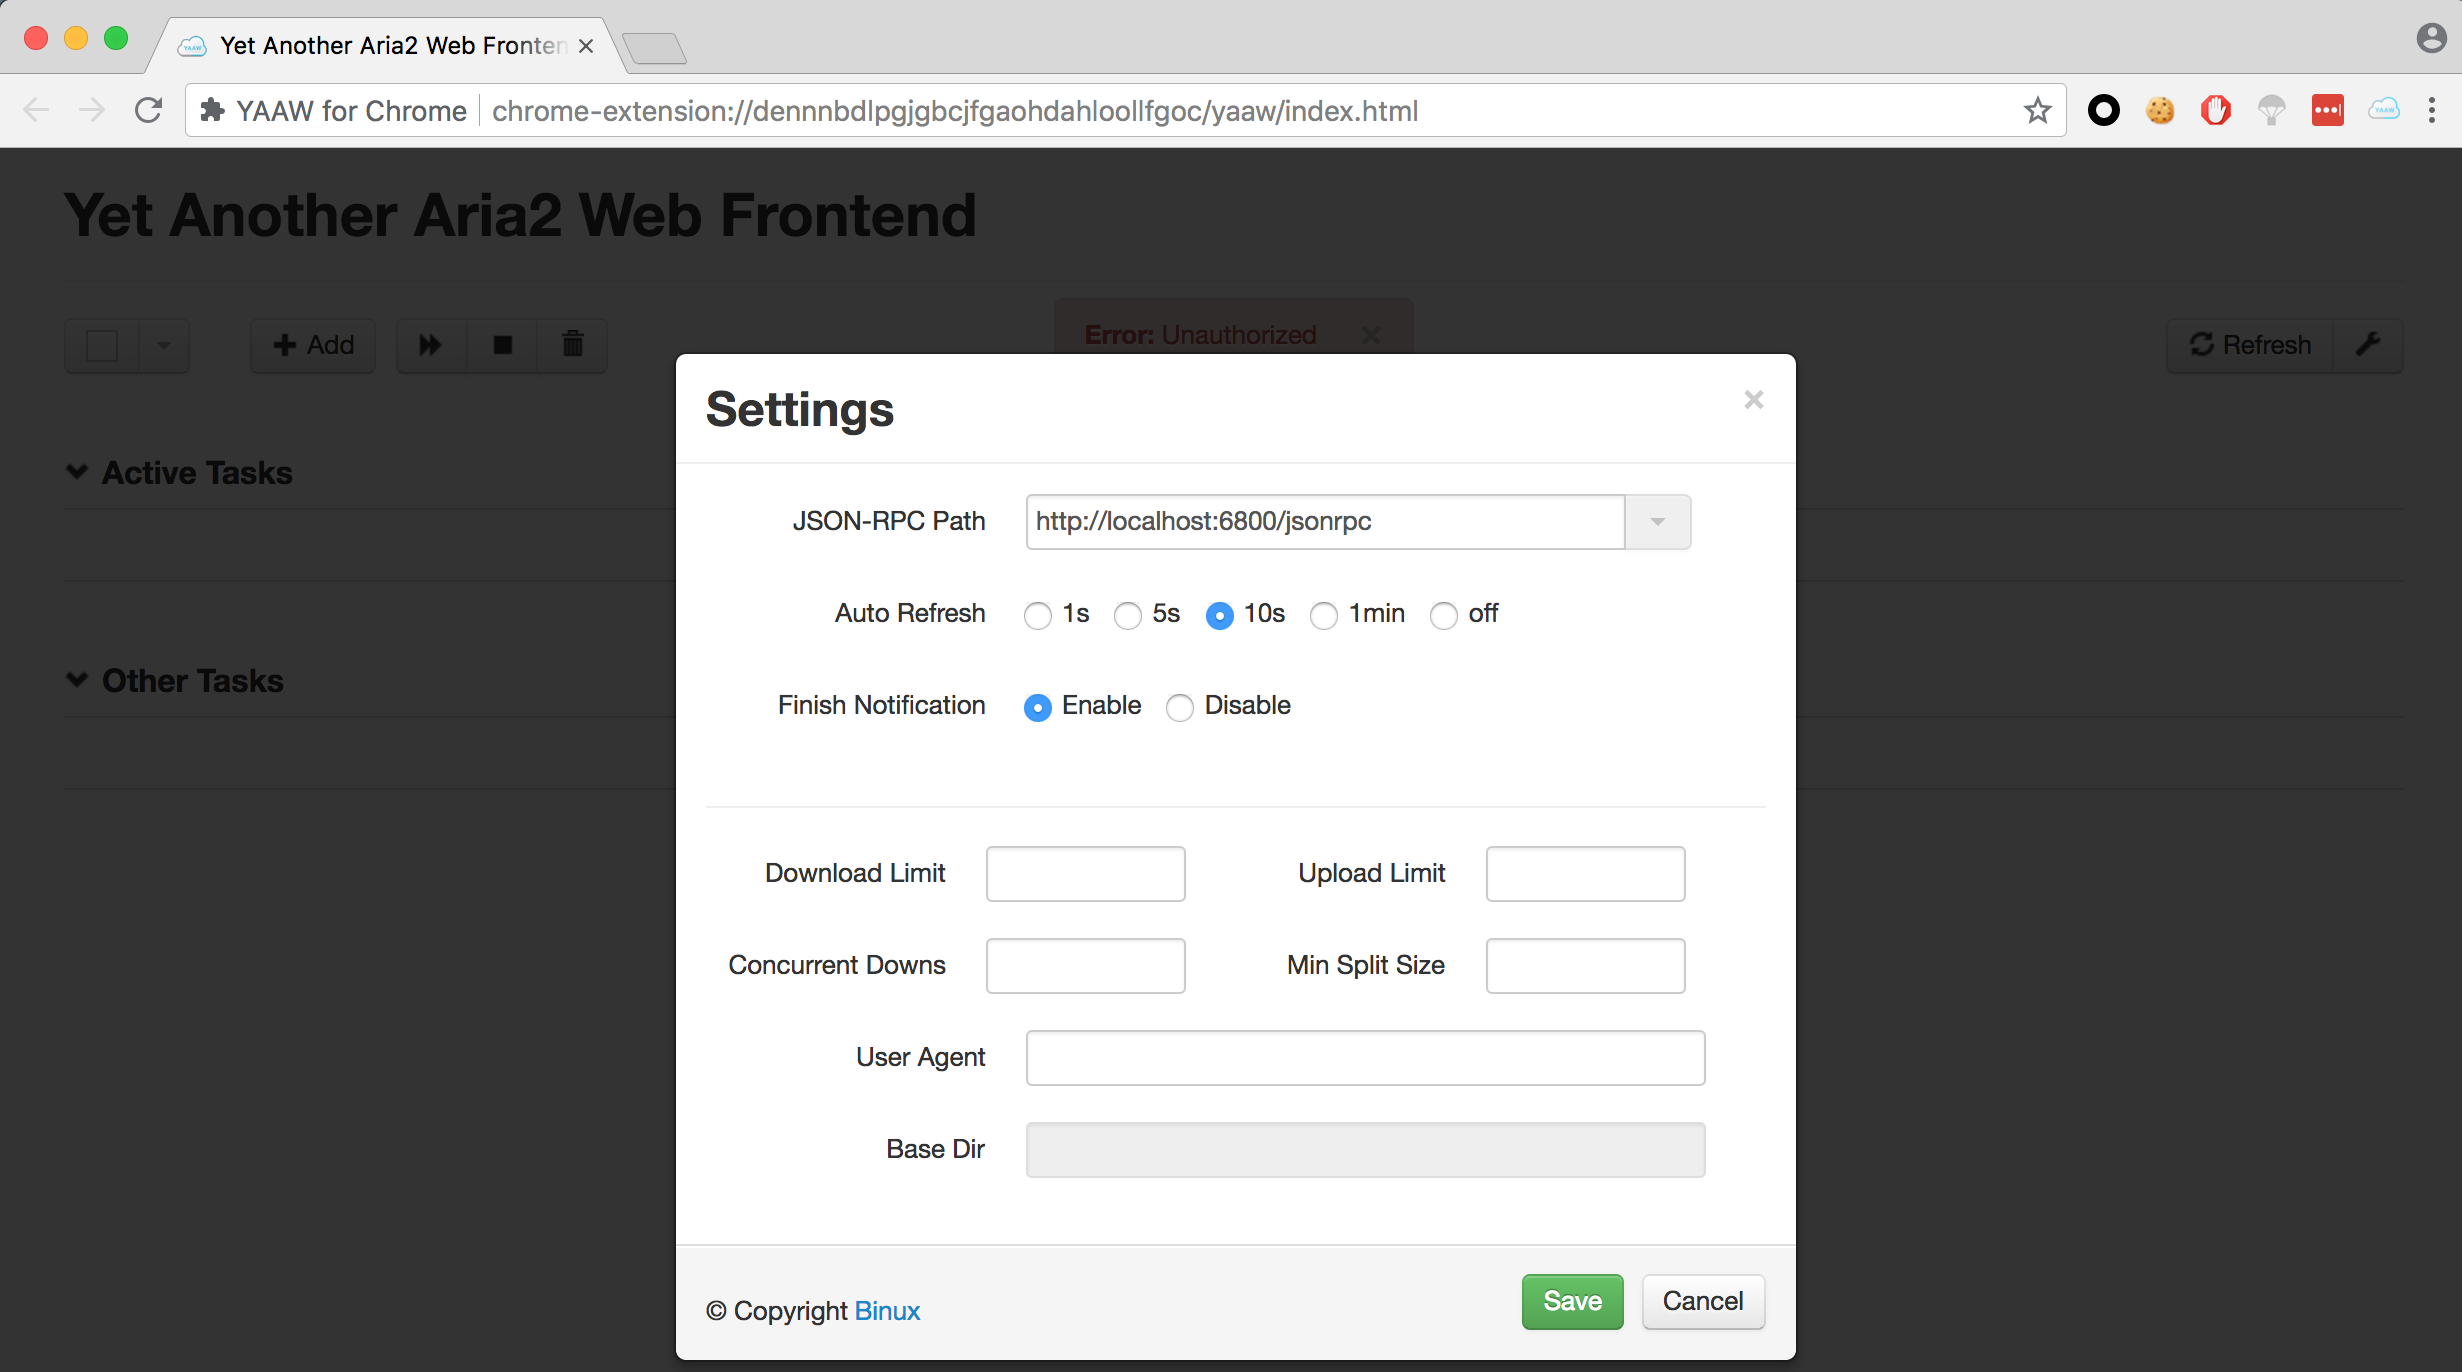 Yet Another Aria2 Web Fronten
YAAW for Chrome chrome-extension://dennnbdlpgjgbcjfgaohdahloollfgoc/yaaw/index.html
Yet Another Aria2 Web Frontend
Add
Error: Unauthorized
Refresh
Settings
Active Tasks
JSON-RPC Path http://localhost:6800/jsonrpc
Auto Refresh 1s 5s 10s 1min off
Other Tasks
Finish Notification Enable Disable
Download Limit Upload Limit
Concurrent Downs Min Split Size
User Agent
Base Dir
© Copyright Binux
Save Cancel